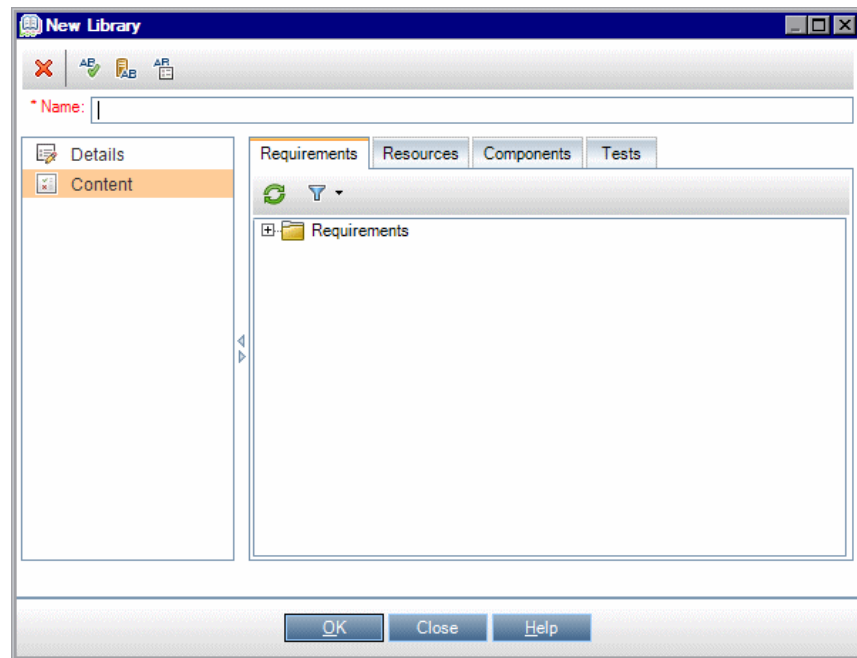 New Library
* Name:
Details
Content
Requirements Resources Components Tests
Requirements
OK Close Help